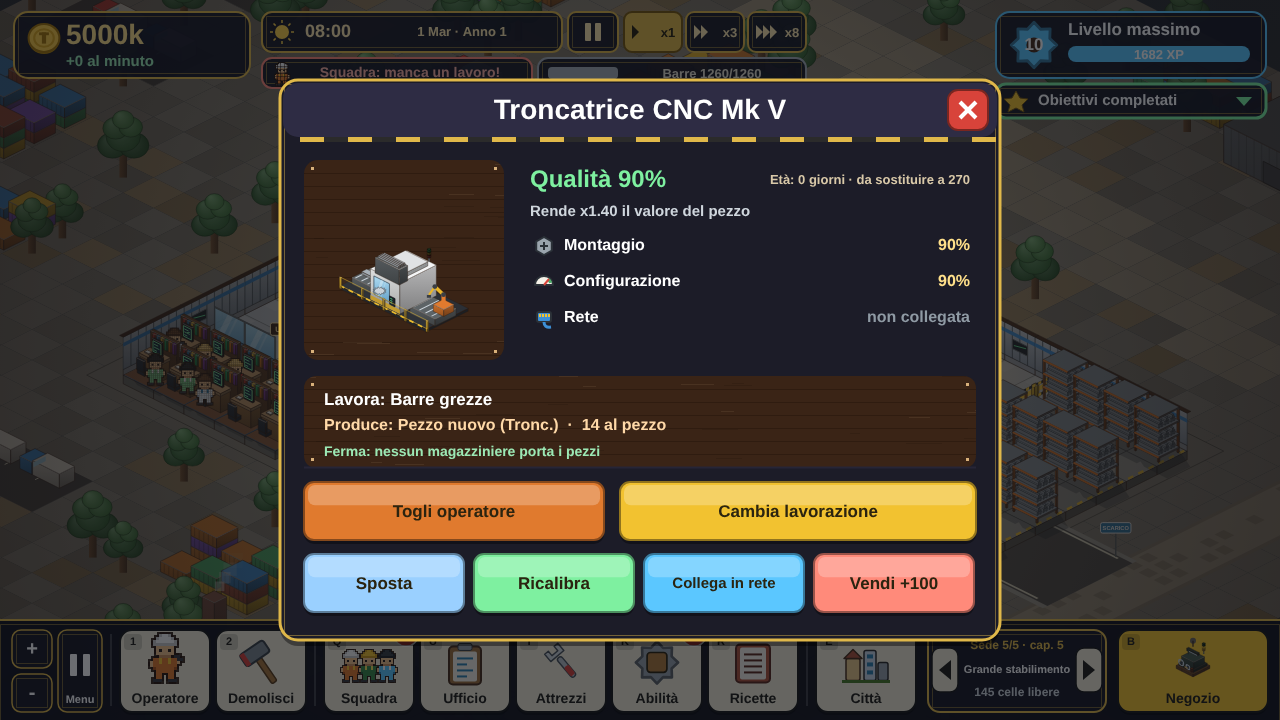 5000k
+0 al minuto
08:00
1 Mar · Anno 1
x1
x3
x8
10
Livello massimo
1682 XP
Squadra: manca un lavoro!
Barre 1260/1260
Obiettivi completati
Troncatrice CNC Mk V
Qualità 90%
Età: 0 giorni · da sostituire a 270
Rende x1.40 il valore del pezzo
Montaggio
90%
Configurazione
90%
Rete
non collegata
Lavora: Barre grezze
Produce: Pezzo nuovo (Tronc.) · 14 al pezzo
Ferma: nessun magazziniere porta i pezzi
Togli operatore
Cambia lavorazione
Sposta
Ricalibra
Collega in rete
Vendi +100
SCARICO
+
-
Menu
1
Operatore
2
Demolisci
Squadra
Ufficio
Attrezzi
Abilità
Ricette
Città
Sede 5/5 · cap. 5
Grande stabilimento
145 celle libere
B
Negozio